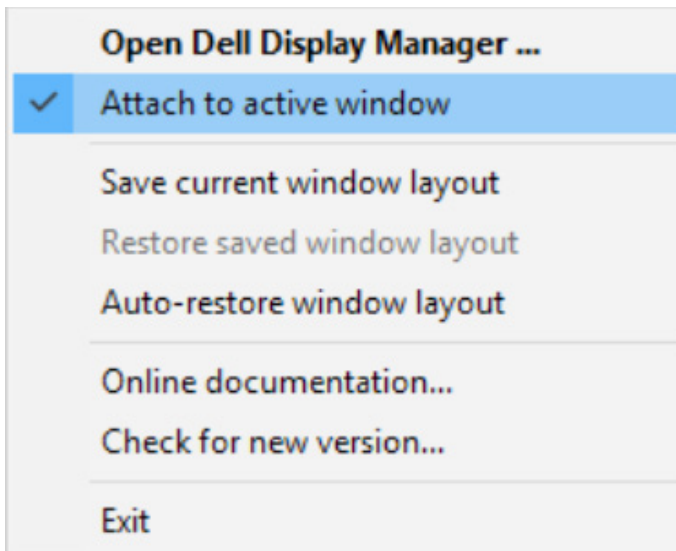 Open Dell Display Manager ...
Attach to active window
Save current window layout
Restore saved window layout
Auto-restore window layout
Online documentation...
Check for new version...
Exit